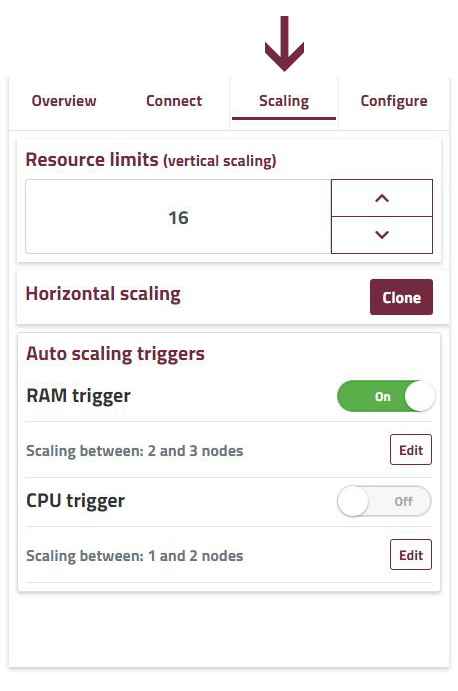 Overview Connect Scaling Configure
Resource limits (vertical scaling)
16
Horizontal scaling Clone
Auto scaling triggers
RAM trigger On
Scaling between: 2 and 3 nodes Edit
CPU trigger Off
Scaling between: 1 and 2 nodes Edit